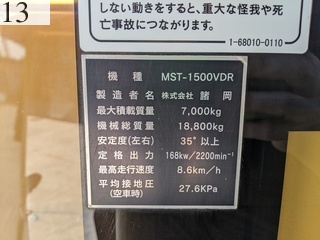 13
しない動きをすると、重大な怪我や死
亡事故につながります。
1-68010-0110
機種 MST-1500VDR
製造者名 株式会社 諸岡
最大積載質量 7,000kg
機械総質量 18,800kg
安定度(左右) 35°以上
定格出力 168kw/2200min⁻¹
最高走行速度 8.6km/h
平均接地圧 27.6KPa
(空車時)